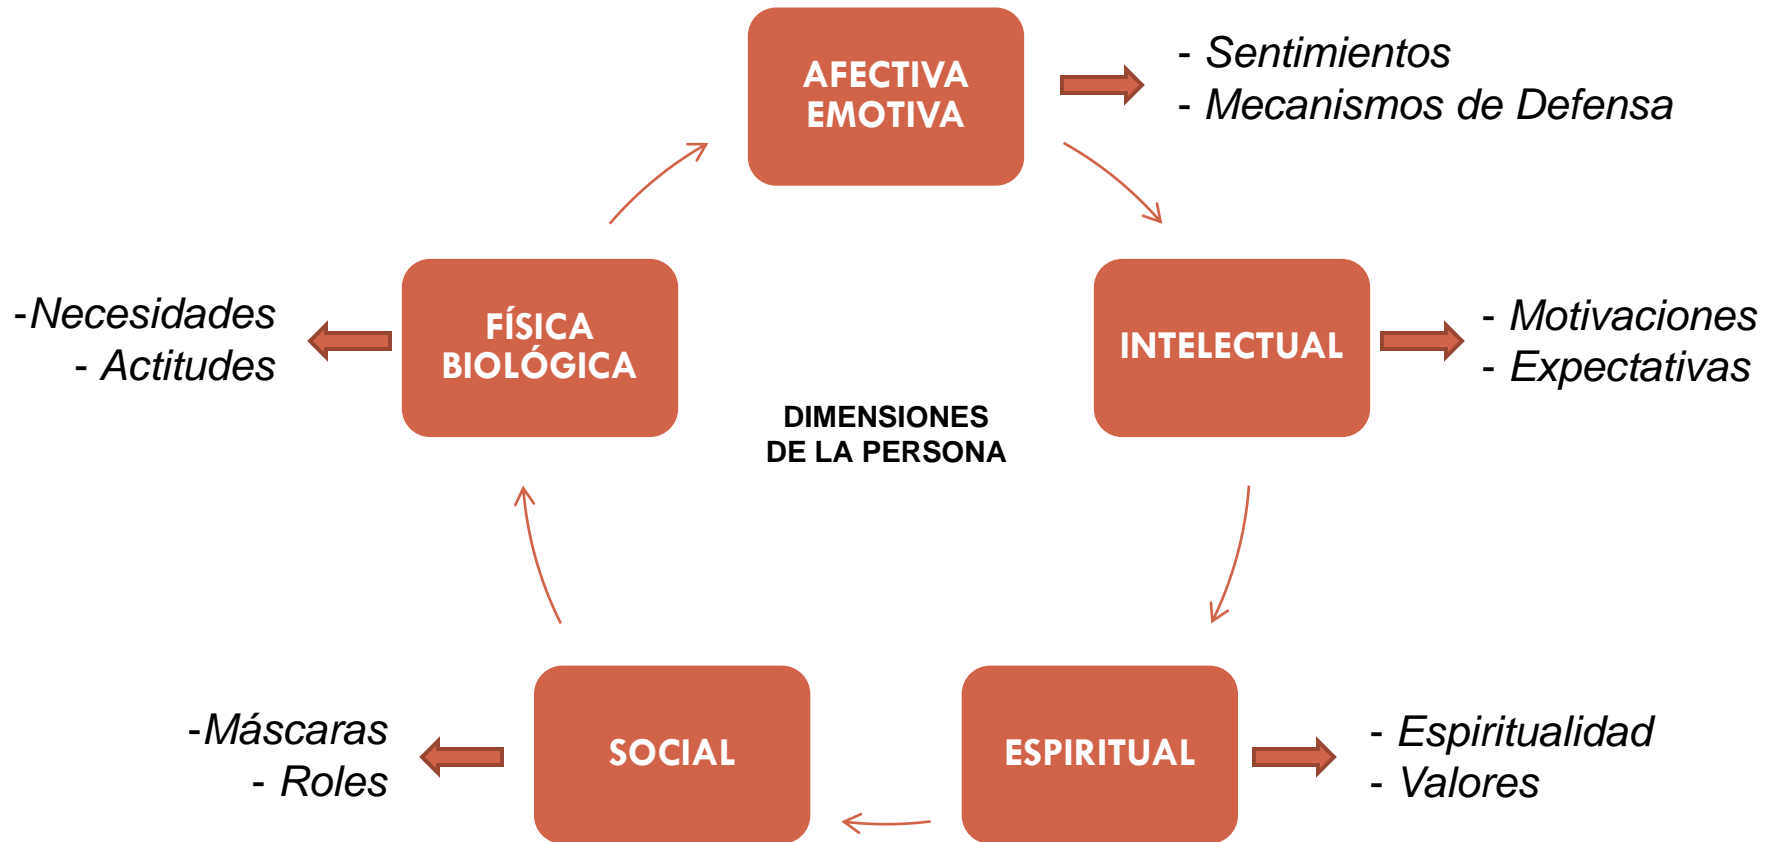 AFECTIVA
EMOTIVA
- Sentimientos
- Mecanismos de Defensa
-Necesidades
- Actitudes
FÍSICA
BIOLÓGICA
INTELECTUAL
- Motivaciones
- Expectativas
DIMENSIONES
DE LA PERSONA
-Máscaras
- Roles
SOCIAL
ESPIRITUAL
- Espiritualidad
- Valores